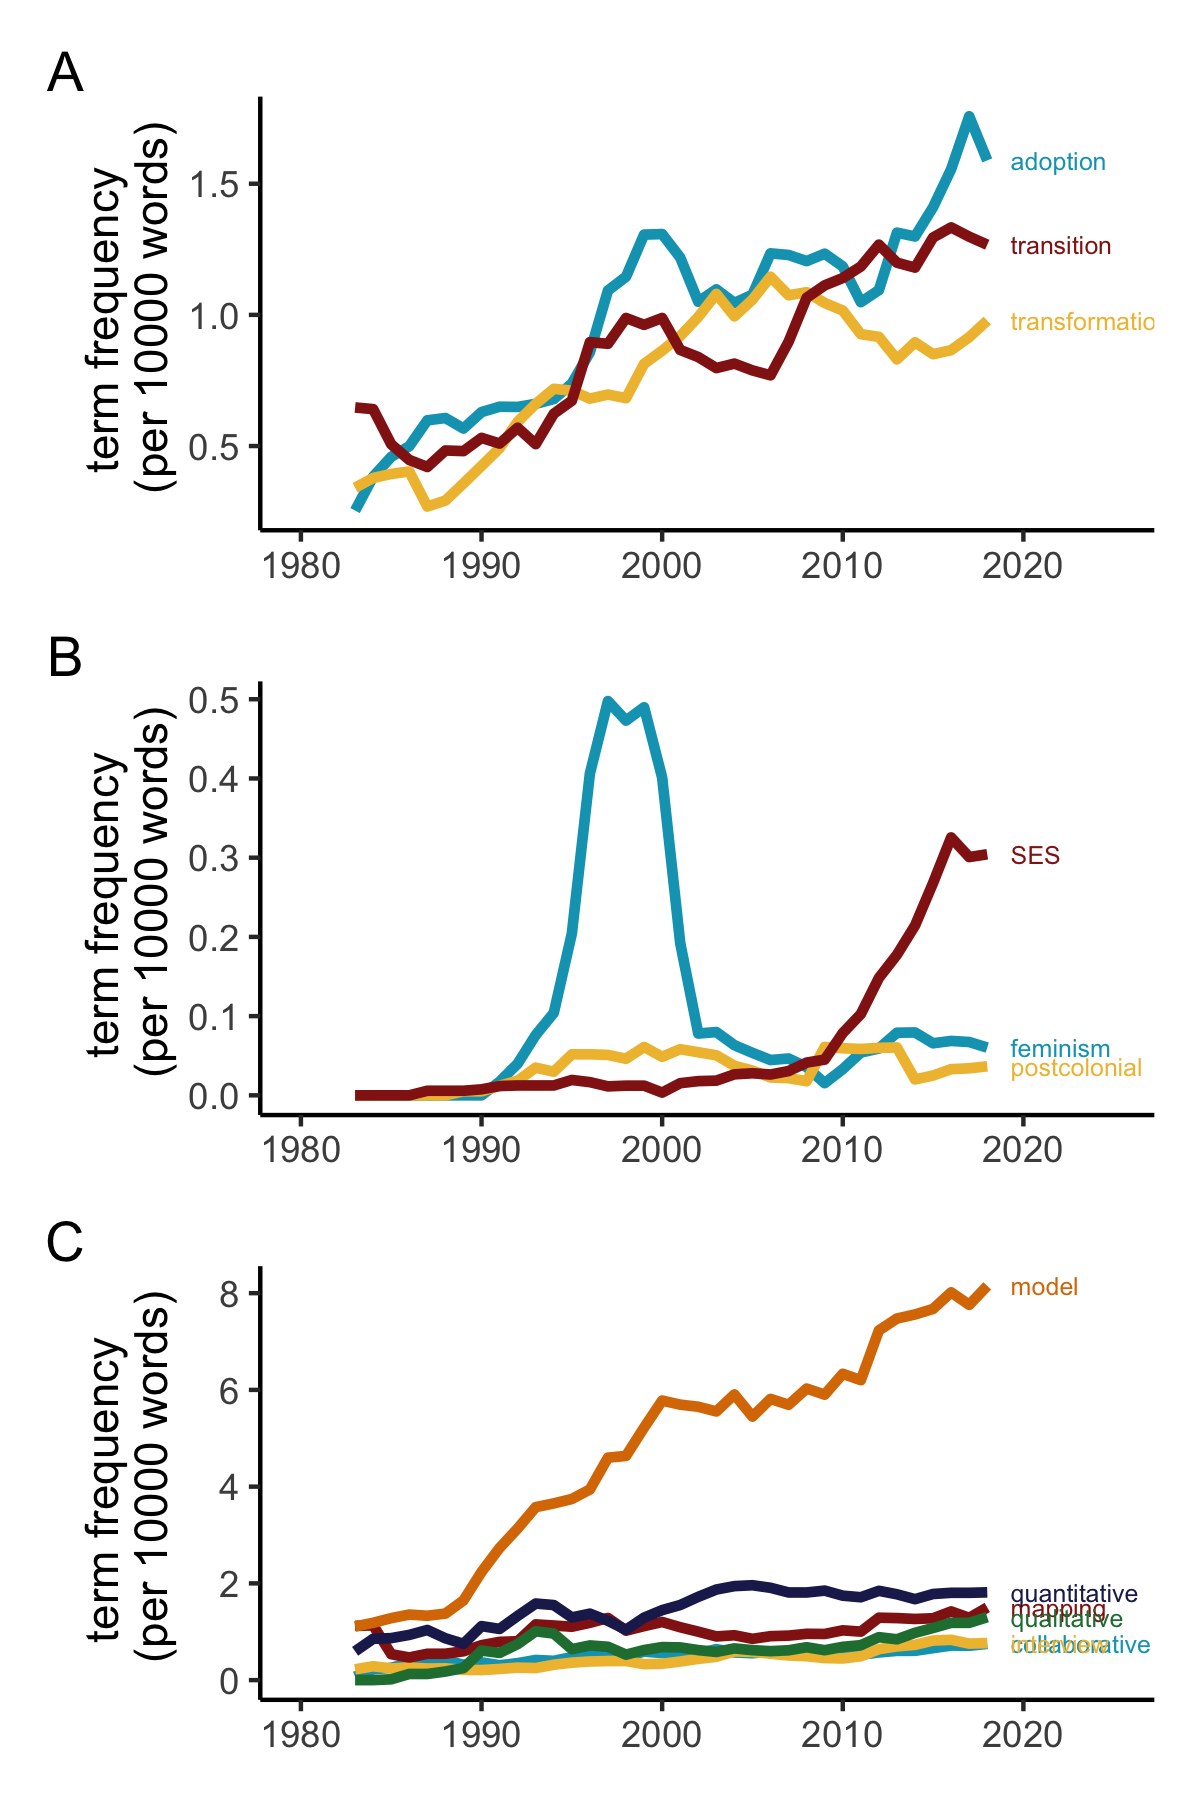 A
term frequency
(per 10000 words)
1.5
1.0
0.5
adoption
transition
transformatio
1980 1990 2000 2010 2020
B
term frequency
(per 10000 words)
0.5
0.4
0.3
0.2
0.1
0.0
SES
feminism
postcolonial
1980 1990 2000 2010 2020
C
term frequency
(per 10000 words)
8
6
4
2
0
model
quantitative
mapping
qualitative
interview
collaborative
1980 1990 2000 2010 2020